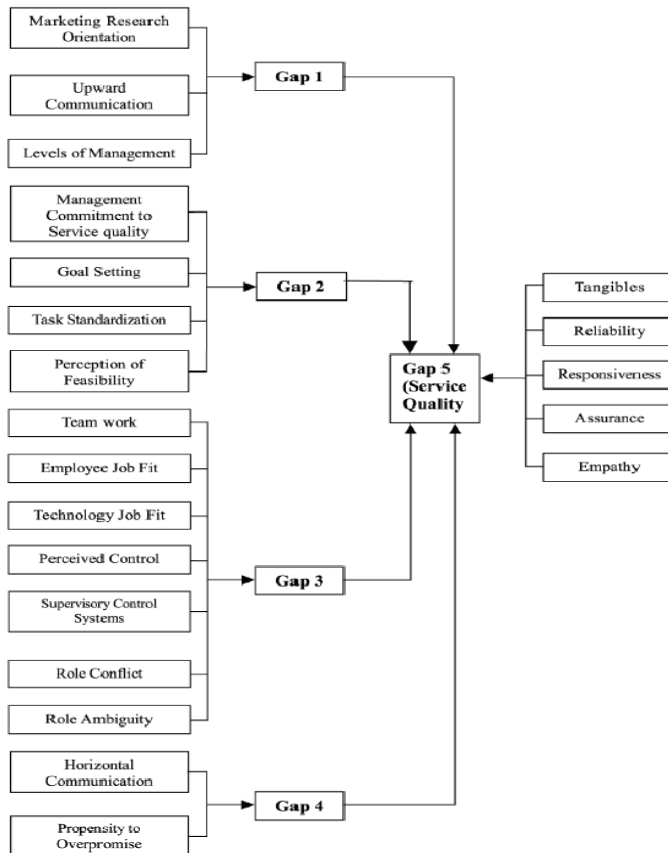 Marketing Research
Orientation
Upward
Communication
Levels of Management
Gap 1
Management
Commitment to
Service quality
Goal Setting
Task Standardization
Perception of
Feasibility
Gap 2
Team work
Employee Job Fit
Technology Job Fit
Perceived Control
Supervisory Control
Systems
Role Conflict
Role Ambiguity
Gap 3
Horizontal
Communication
Propensity to
Overpromise
Gap 4
Gap 5
(Service
Quality
Tangibles
Reliability
Responsiveness
Assurance
Empathy